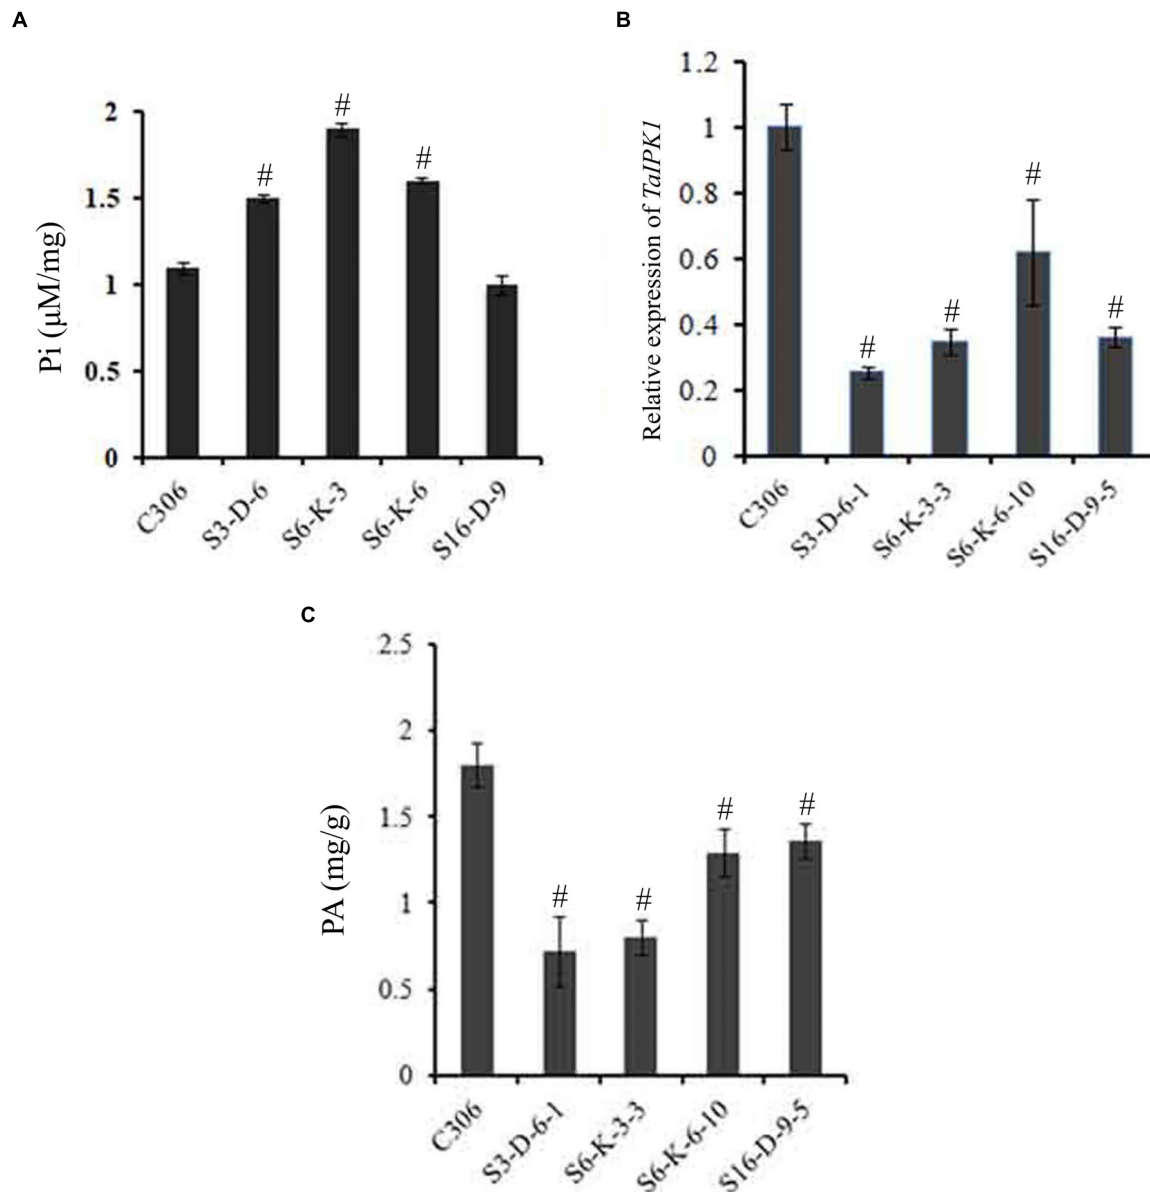 A
Pi (µM/mg)
2
1.5
1
0.5
0
#
#
#
C306
S3-D-6
S6-K-3
S6-K-6
S16-D-9
B
Relative expression of TaIPK1
1.2
1
0.8
0.6
0.4
0.2
0
#
#
#
#
C306
S3-D-6-1
S6-K-3-3
S6-K-6-10
S16-D-9-5
C
PA (mg/g)
2.5
2
1.5
1
0.5
0
#
#
#
#
C306
S3-D-6-1
S6-K-3-3
S6-K-6-10
S16-D-9-5